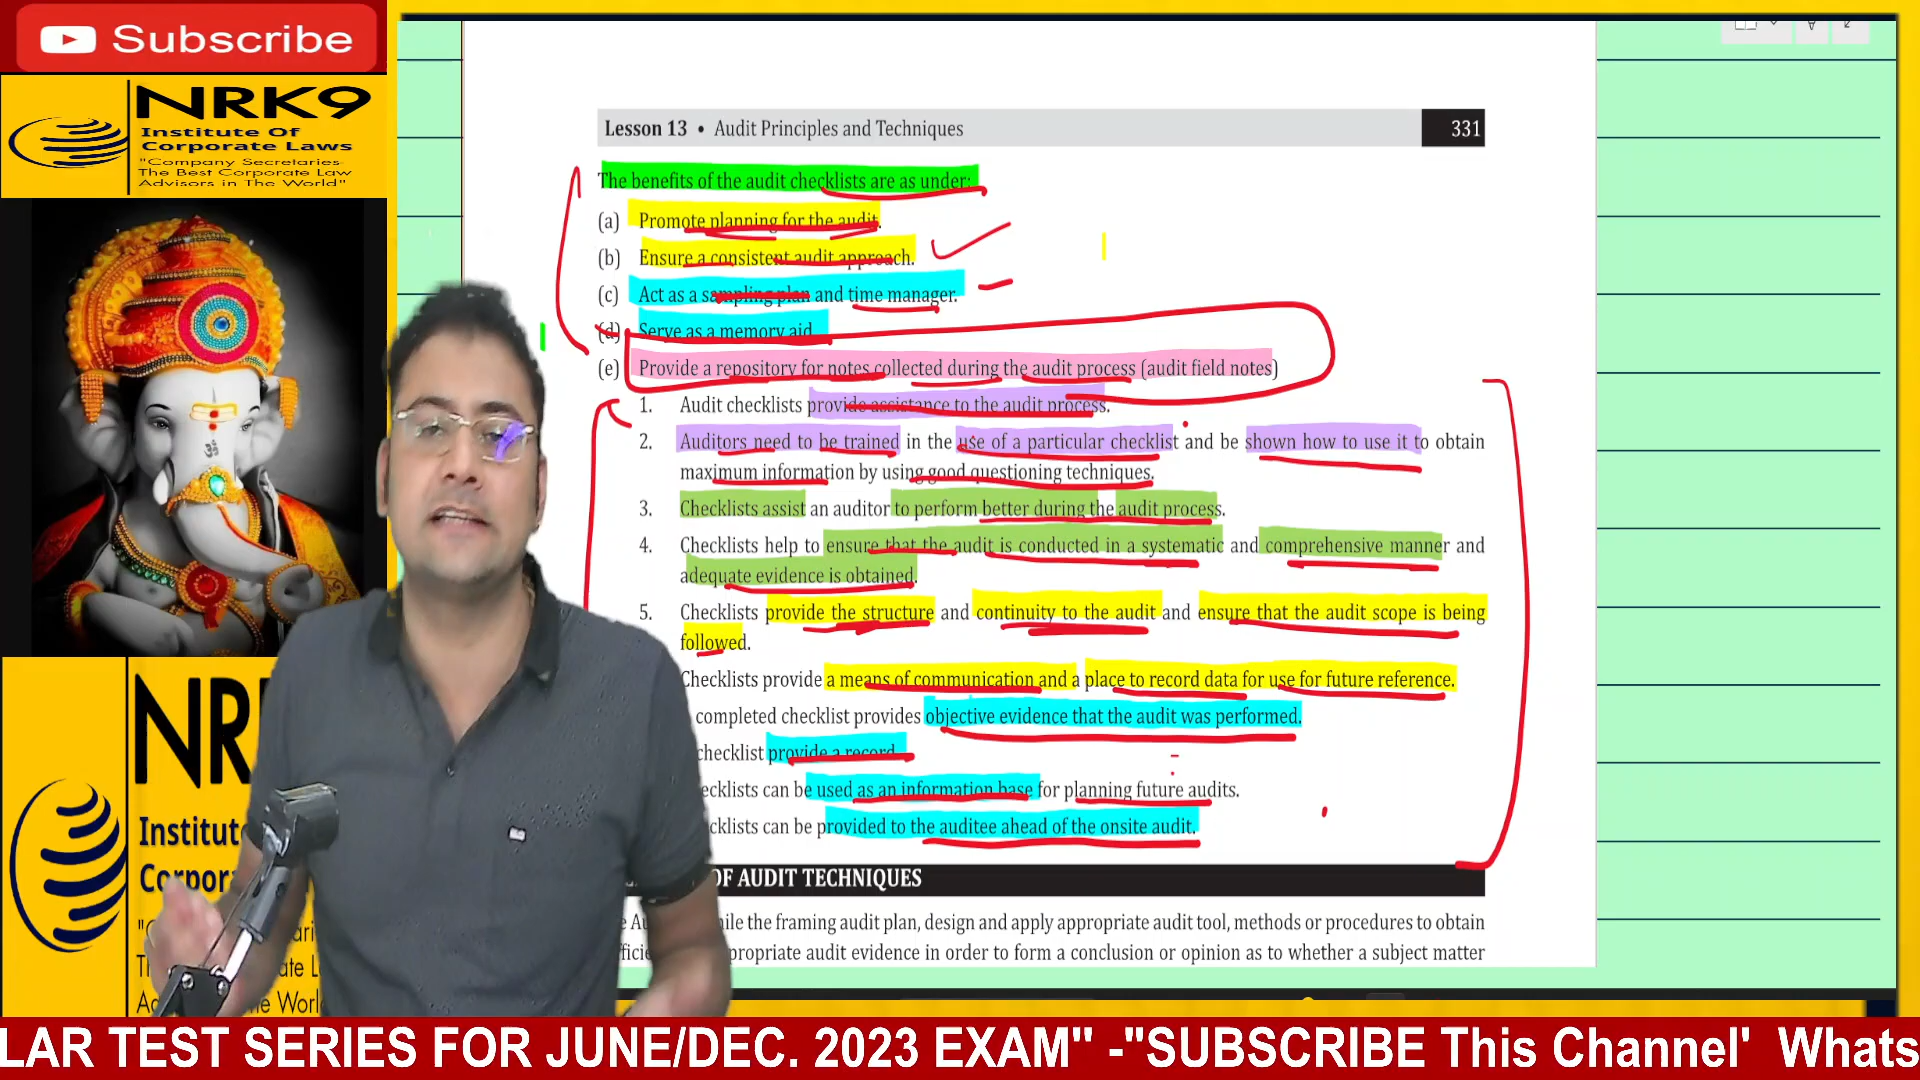 Subscribe
NRK9
Institute Of
Corporate Laws
"Company Secretaries-
The Best Corporate Law
Advisors in The World"
Lesson 13 • Audit Principles and Techniques 331
The benefits of the audit checklists are as under:
(a) Promote planning for the audit.
(b) Ensure a consistent audit approach.
(c) Act as a sampling plan and time manager.
(d) Serve as a memory aid.
(e) Provide a repository for notes collected during the audit process (audit field notes)
1. Audit checklists provide assistance to the audit process.
2. Auditors need to be trained in the use of a particular checklist and be shown how to use it to obtain
maximum information by using good questioning techniques.
3. Checklists assist an auditor to perform better during the audit process.
4. Checklists help to ensure that the audit is conducted in a systematic and comprehensive manner and
adequate evidence is obtained.
5. Checklists provide the structure and continuity to the audit and ensure that the audit scope is being
followed.
Checklists provide a means of communication and a place to record data for use for future reference.
completed checklist provides objective evidence that the audit was performed.
checklist provide a record.
ecklists can be used as an information base for planning future audits.
cklists can be provided to the auditee ahead of the onsite audit.
OF AUDIT TECHNIQUES
the framing audit plan, design and apply appropriate audit tool, methods or procedures to obtain
propriate audit evidence in order to form a conclusion or opinion as to whether a subject matter
NR
Institute
Corpora
LAR TEST SERIES FOR JUNE/DEC. 2023 EXAM" -"SUBSCRIBE This Channel' Whats